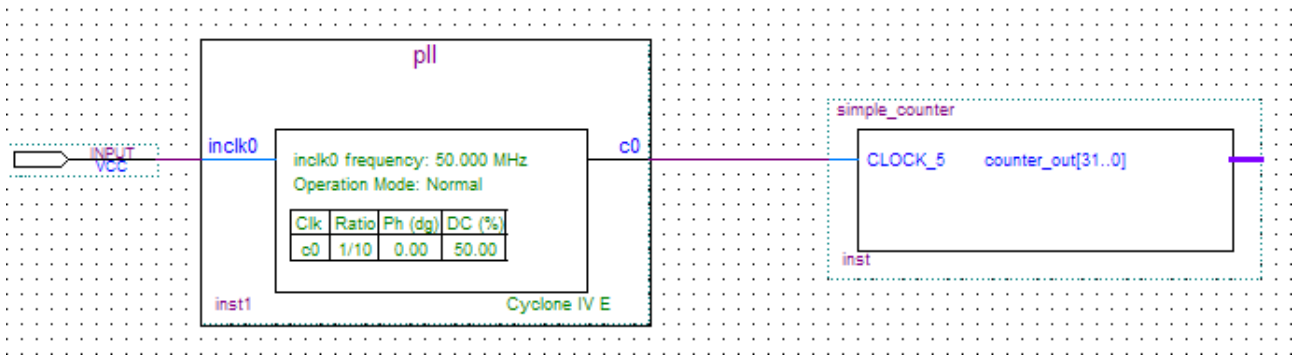 pll
simple_counter
INPUT
VCC
inclk0
c0
inclk0 frequency: 50.000 MHz
Operation Mode: Normal
CLOCK_5 counter_out[31..0]
Clk Ratio Ph (dg) DC (%)
c0 1/10 0.00 50.00
inst
inst1
Cyclone IV E